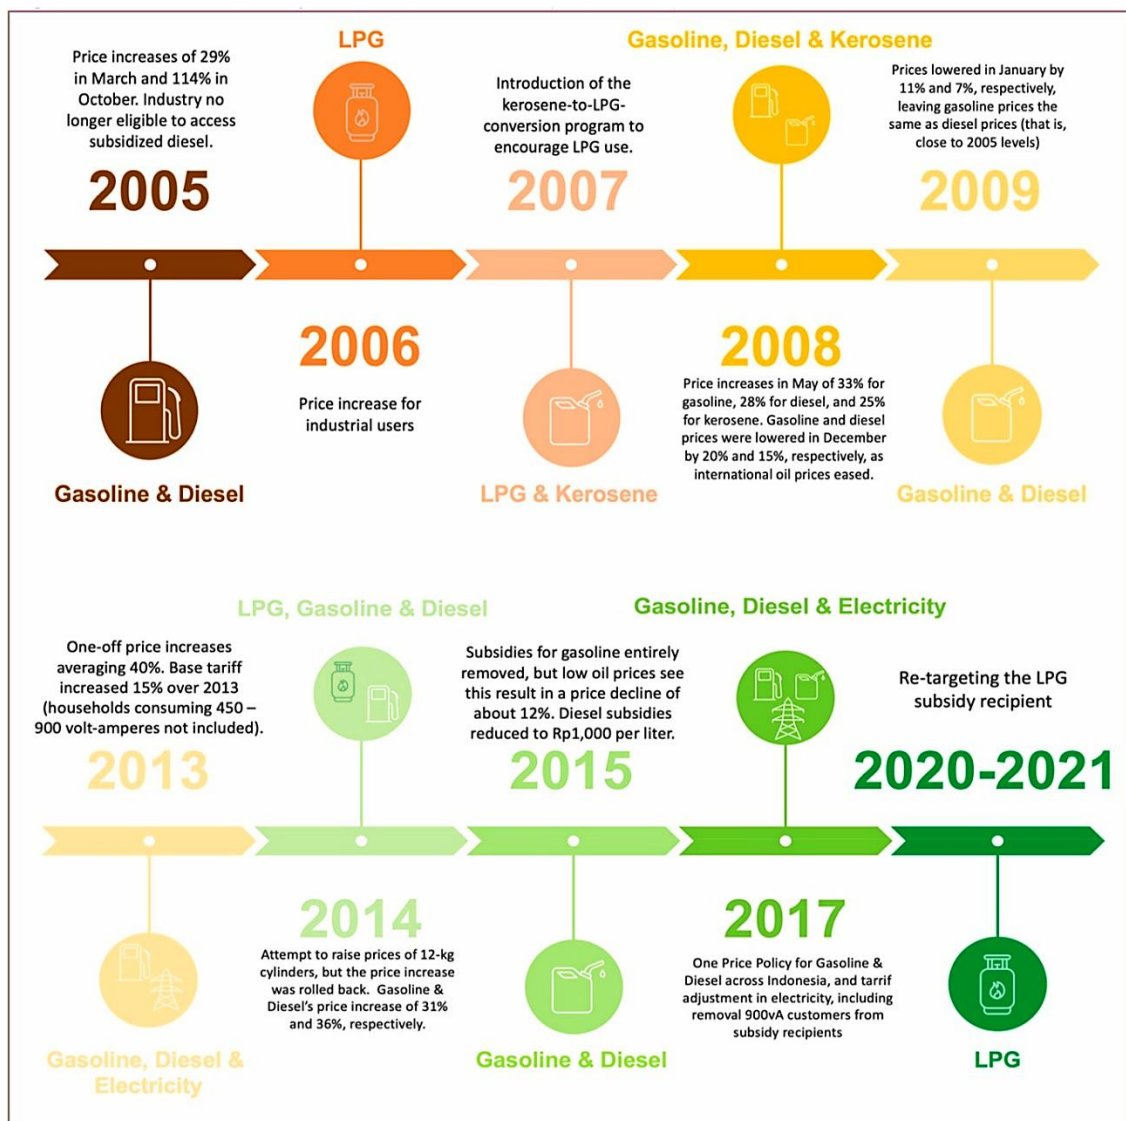 Price increases of 29%
in March and 114% in
October. Industry no
longer eligible to access
subsidized diesel.
2005
Gasoline & Diesel
LPG
2006
Price increase for
industrial users
Introduction of the
kerosene-to-LPG-
conversion program to
encourage LPG use.
2007
LPG & Kerosene
Gasoline, Diesel & Kerosene
2008
Price increases in May of 33% for
gasoline, 28% for diesel, and 25%
for kerosene. Gasoline and diesel
prices were lowered in December
by 20% and 15%, respectively, as
international oil prices eased.
Prices lowered in January by
11% and 7%, respectively,
leaving gasoline prices the
same as diesel prices (that is,
close to 2005 levels)
2009
Gasoline & Diesel
One-off price increases
averaging 40%. Base tariff
increased 15% over 2013
(households consuming 450 –
900 volt-amperes not included).
2013
Gasoline, Diesel &
Electricity
LPG, Gasoline & Diesel
2014
Attempt to raise prices of 12-kg
cylinders, but the price increase
was rolled back. Gasoline &
Diesel's price increase of 31%
and 36%, respectively.
Subsidies for gasoline entirely
removed, but low oil prices see
this result in a price decline of
about 12%. Diesel subsidies
reduced to Rp1,000 per liter.
2015
Gasoline & Diesel
Gasoline, Diesel & Electricity
2017
One Price Policy for Gasoline &
Diesel across Indonesia, and tarrif
adjustment in electricity, including
removal 900vA customers from
subsidy recipients
Re-targeting the LPG
subsidy recipient
2020-2021
LPG